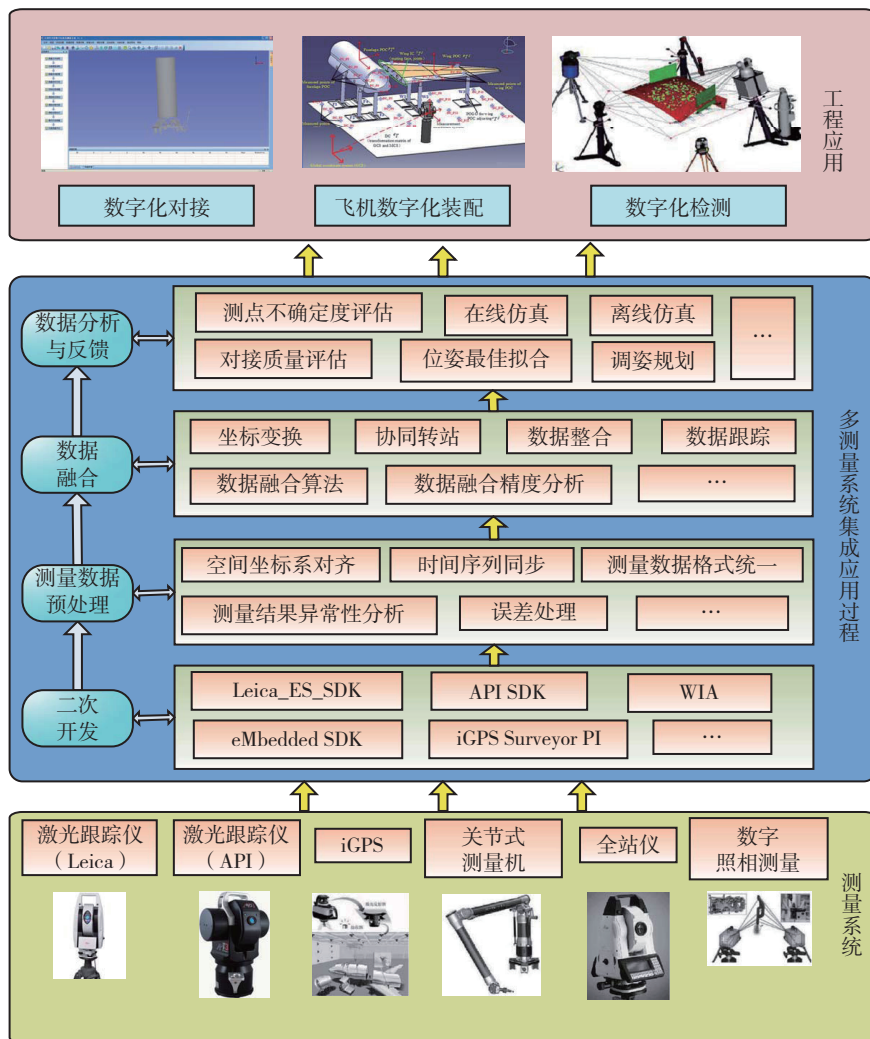 工程应用
数字化对接
飞机数字化装配
数字化检测
多测量系统集成应用过程
数据分析
与反馈
测点不确定度评估
在线仿真
离线仿真
…
对接质量评估
位姿最佳拟合
调姿规划
数据
融合
坐标变换
协同转站
数据整合
数据跟踪
数据融合算法
数据融合精度分析
…
测量数据
预处理
空间坐标系对齐
时间序列同步
测量数据格式统一
测量结果异常性分析
误差处理
…
二次
开发
Leica_ES_SDK
API SDK
WIA
eMbedded SDK
iGPS Surveyor PI
…
测量系统
激光跟踪仪
（Leica）
激光跟踪仪
（API）
iGPS
关节式
测量机
全站仪
数字
照相测量